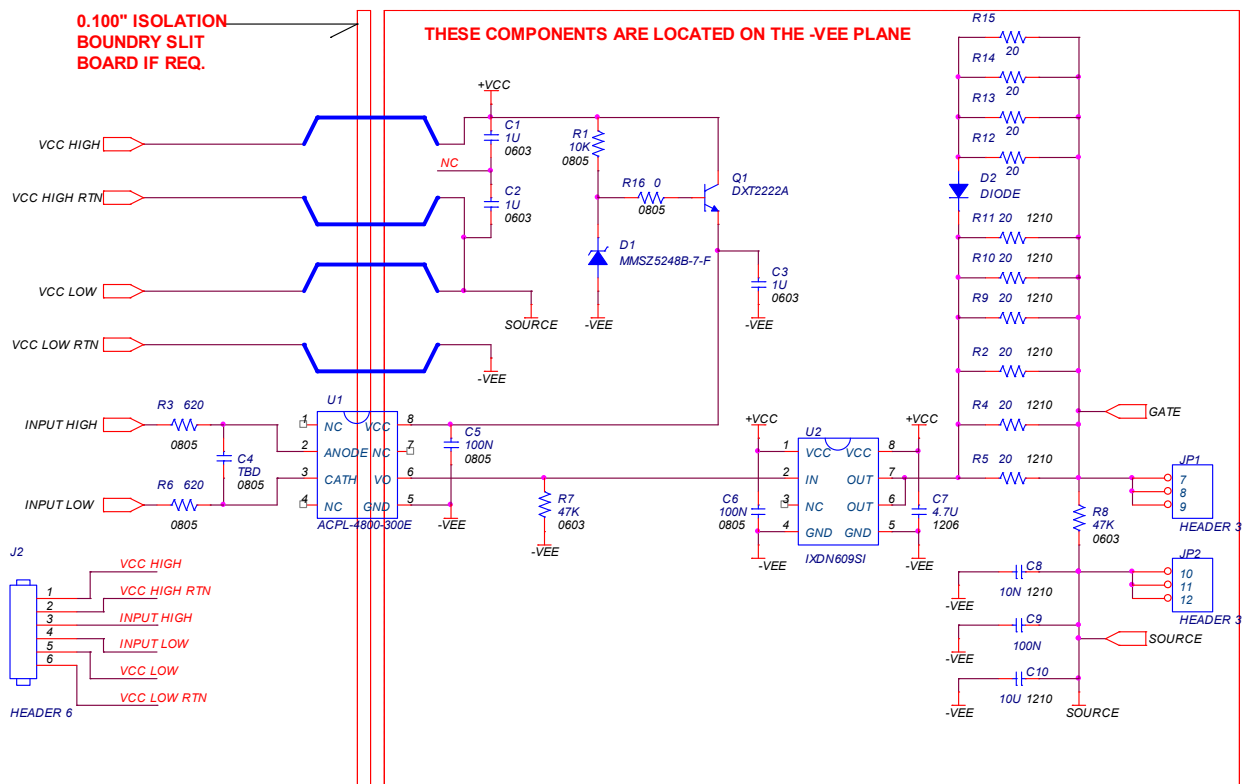 0.100" ISOLATION
BOUNDRY SLIT
BOARD IF REQ.
THESE COMPONENTS ARE LOCATED ON THE -VEE PLANE
R15
20
R14
20
R13
20
R12
20
D2
DIODE
R11 20 1210
R10 20 1210
R9 20 1210
R2 20 1210
R4 20 1210
R5 20 1210
GATE
+VCC
C1
1U
0603
NC
C2
1U
0603
R1
10K
0805
R16 0
0805
Q1
DXT2222A
D1
MMSZ5248B-7-F
-VEE
C3
1U
0603
-VEE
VCC HIGH
VCC HIGH RTN
VCC LOW
SOURCE
VCC LOW RTN
-VEE
INPUT HIGH
R3 620
0805
C4
TBD
0805
INPUT LOW
R6 620
0805
U1
1 NC VCC 8
2 ANODE NC 7
3 CATH VO 6
4 NC GND 5
ACPL-4800-300E
C5
100N
0805
-VEE
R7
47K
0603
-VEE
+VCC
C6
100N
0805
-VEE
U2
1 VCC VCC 8
2 IN OUT 7
3 NC OUT 6
4 GND GND 5
IXDN609SI
+VCC
C7
4.7U
1206
-VEE
JP1
7
8
9
HEADER 3
R8
47K
0603
JP2
10
11
12
HEADER 3
C8
10N 1210
-VEE
C9
100N
-VEE
SOURCE
C10
10U 1210
-VEE
SOURCE
J2
1 VCC HIGH
2 VCC HIGH RTN
3 INPUT HIGH
4 INPUT LOW
5 VCC LOW
6 VCC LOW RTN
HEADER 6